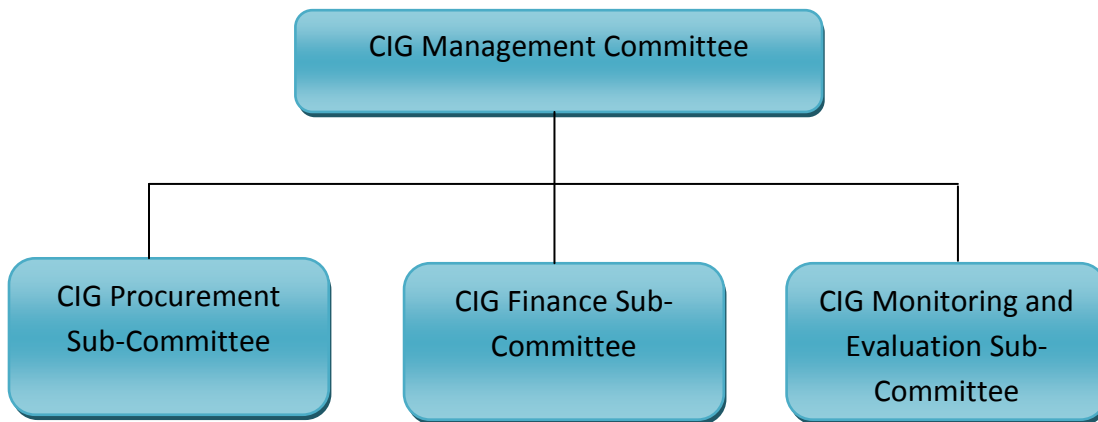 CIG Management Committee
CIG Procurement
Sub-Committee
CIG Finance Sub-
Committee
CIG Monitoring and
Evaluation Sub-
Committee